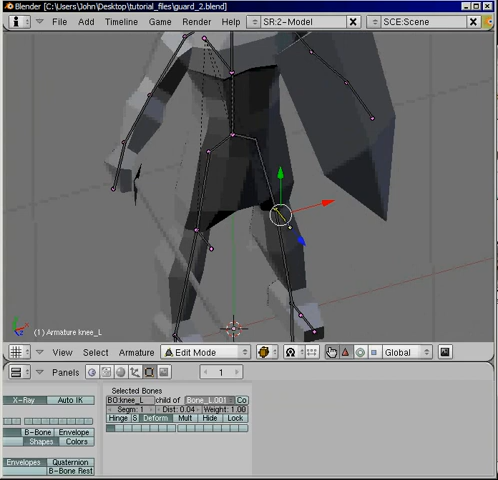 Blender [C:\Users\John\Desktop\tutorial_files\guard_2.blend]
File Add Timeline Game Render Help SR:2-Model SCE:Scene
(1) Armature knee_L
View Select Armature Edit Mode Global
Panels 1
Selected Bones
X-Ray Auto IK BO:knee_L child of Bone_L.001 Co
Segm: 1 Dist: 0.04 Weight: 1.00
Hinge S Deform Mult Hide Lock
B-Bone Envelope
Shapes Colors
Envelopes Quaternion
B-Bone Rest